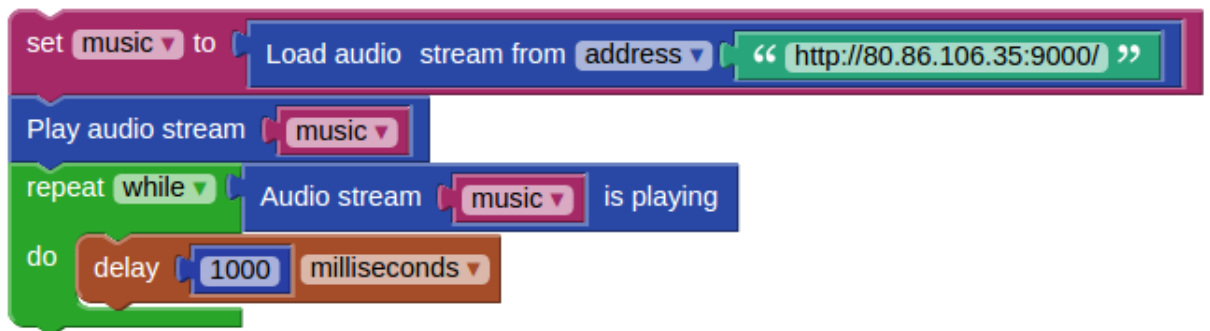 set music ▾ to Load audio stream from address ▾ “ http://80.86.106.35:9000/ ”
Play audio stream music ▾
repeat while ▾ Audio stream music ▾ is playing
do delay 1000 milliseconds ▾